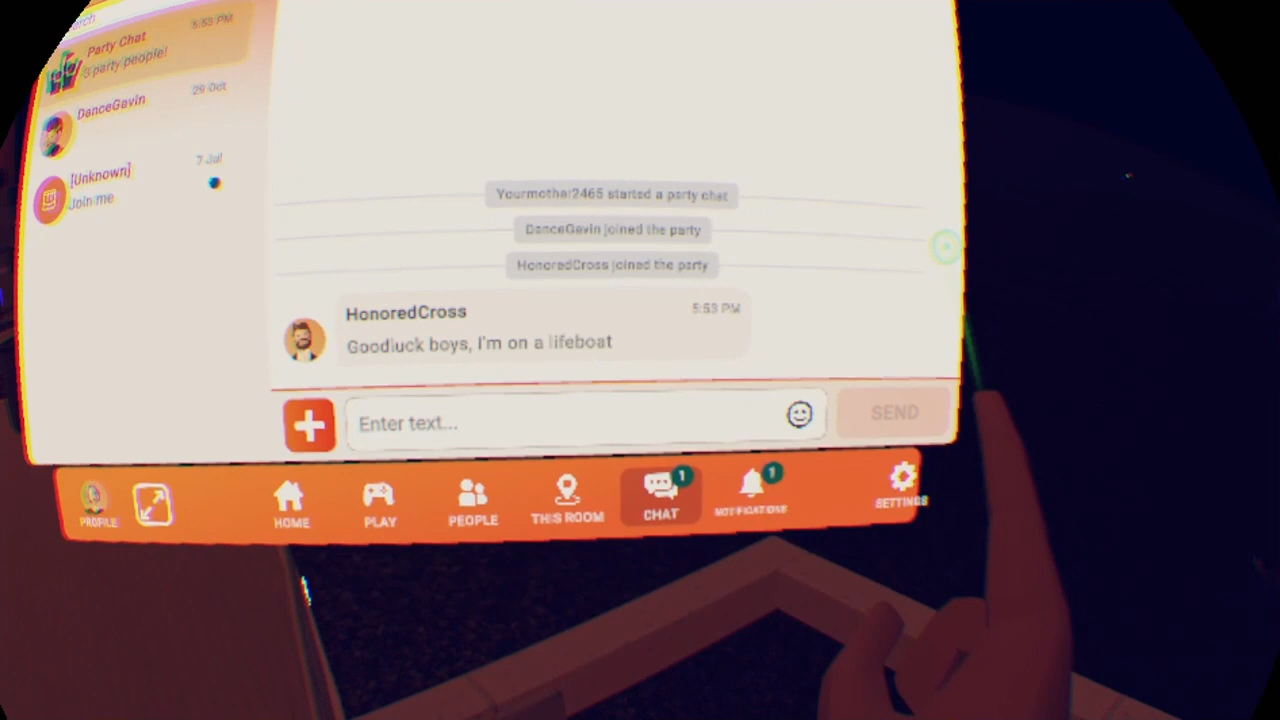 arch
Party Chat
5:53 PM
3 party people!
DanceGavin
29 Oct
[Unknown]
7 Jul
Join me
Yourmother2465 started a party chat
DanceGavin joined the party
HonoredCross joined the party
HonoredCross
5:53 PM
Goodluck boys, I'm on a lifeboat
Enter text...
SEND
PROFILE
HOME
PLAY
PEOPLE
THIS ROOM
CHAT
1
NOTIFICATIONS
1
SETTINGS